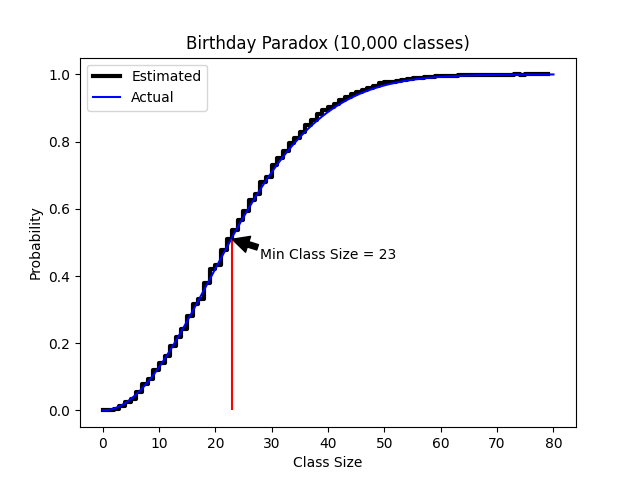 Birthday Paradox (10,000 classes)
Estimated
Actual
1.0
0.8
0.6
0.4
0.2
0.0
Probability
Min Class Size = 23
0 10 20 30 40 50 60 70 80
Class Size